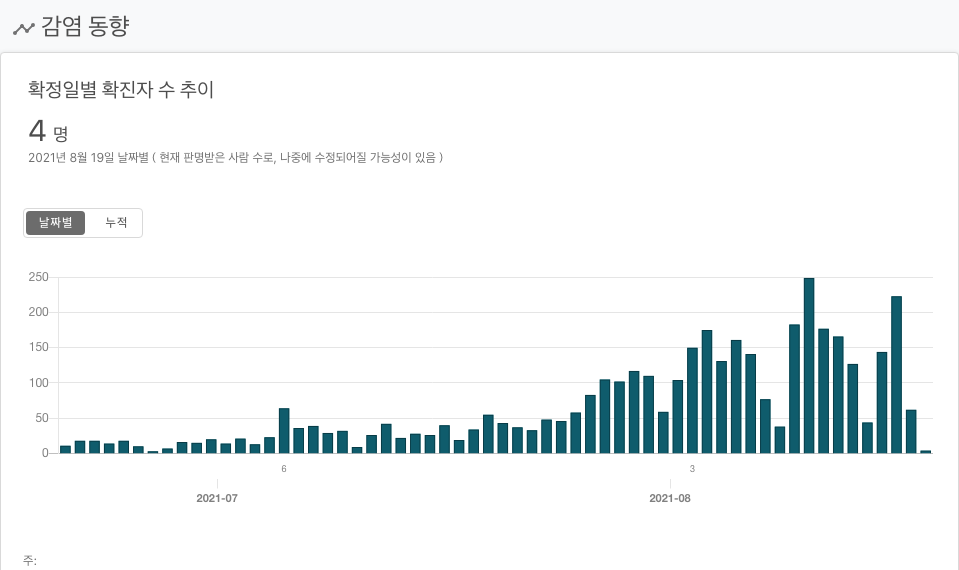 감염 동향
확정일별 확진자 수 추이
4 명
2021년 8월 19일 날짜별 ( 현재 판명받은 사람 수로, 나중에 수정되어질 가능성이 있음 )
날짜별 누적
250
200
150
100
50
0
6 3
2021-07 2021-08
주: